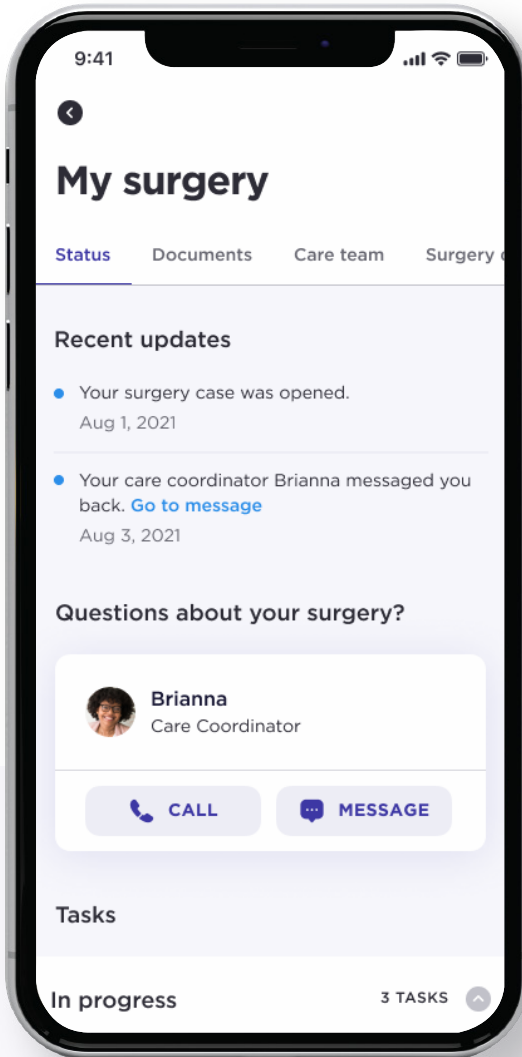 9:41
My surgery
Status Documents Care team Surgery
Recent updates
Your surgery case was opened.
Aug 1, 2021
Your care coordinator Brianna messaged you
back. Go to message
Aug 3, 2021
Questions about your surgery?
Brianna
Care Coordinator
CALL MESSAGE
Tasks
In progress 3 TASKS